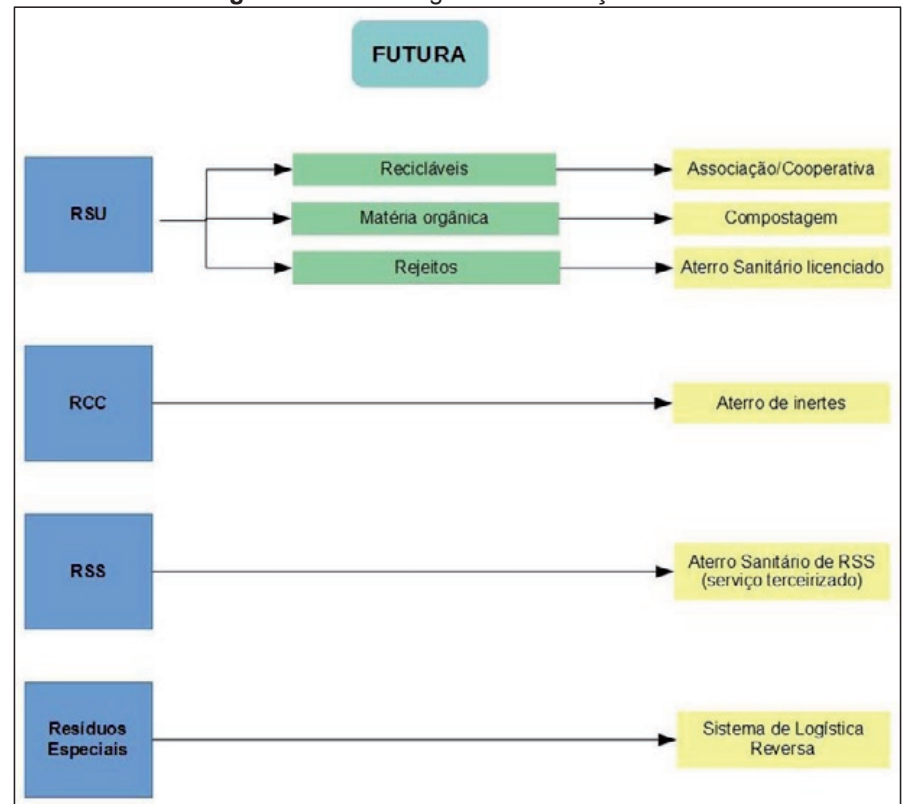 FUTURA
RSU
Recicláveis
Associação/Cooperativa
Matéria orgânica
Compostagem
Rejeitos
Aterro Sanitário licenciado
RCC
Aterro de inertes
RSS
Aterro Sanitário de RSS
(serviço terceirizado)
Resíduos
Especiais
Sistema de Logística
Reversa